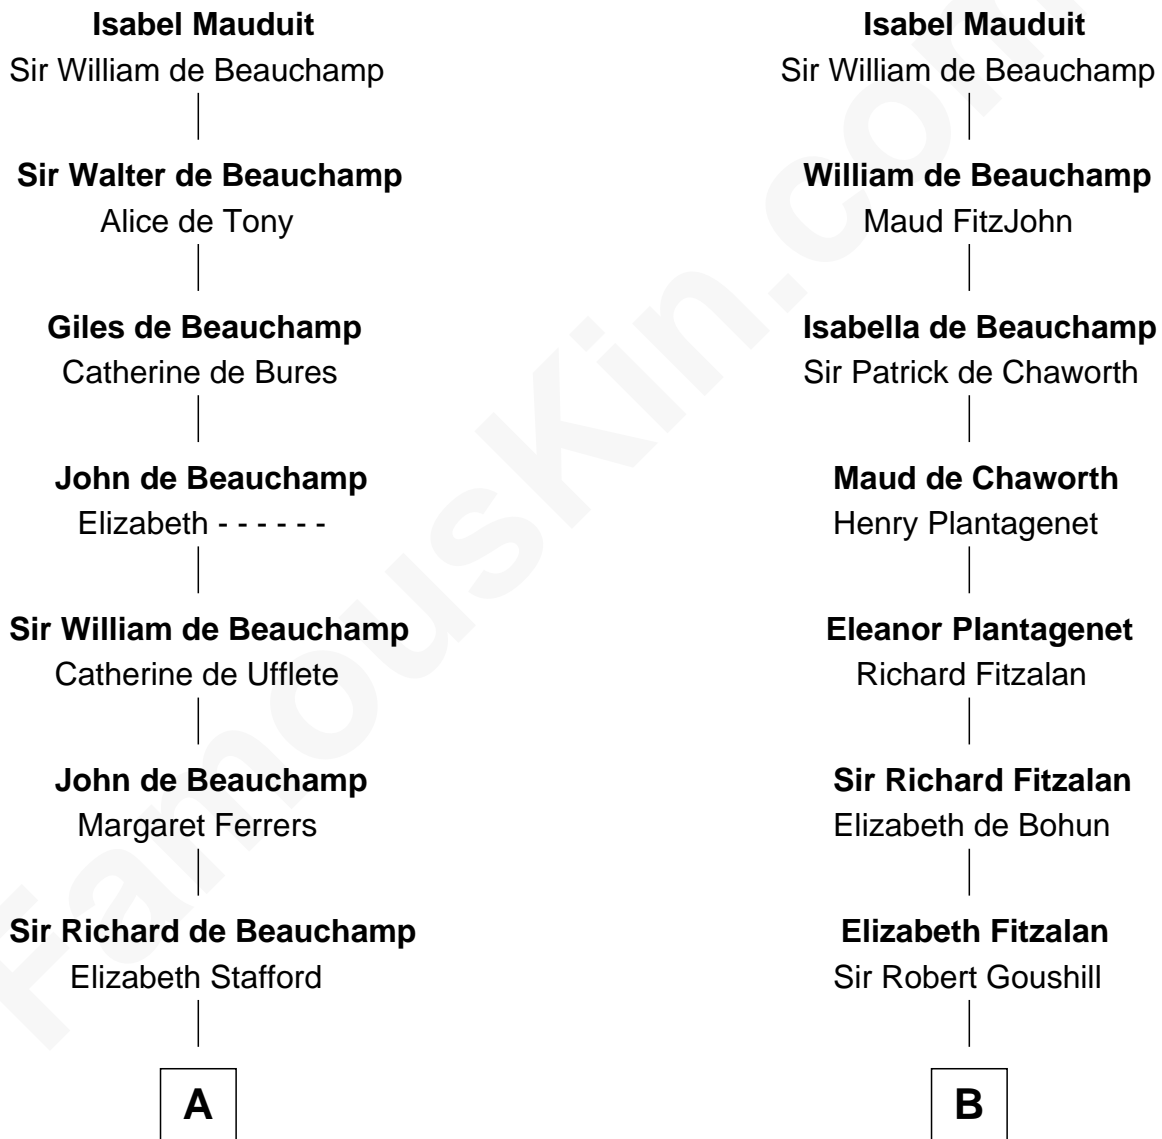 Isabel Mauduit
Sir William de Beauchamp
Sir Walter de Beauchamp
Alice de Tony
Giles de Beauchamp
Catherine de Bures
John de Beauchamp
Elizabeth - - - - - -
Sir William de Beauchamp
Catherine de Ufflete
John de Beauchamp
Margaret Ferrers
Sir Richard de Beauchamp
Elizabeth Stafford
A
Isabel Mauduit
Sir William de Beauchamp
William de Beauchamp
Maud FitzJohn
Isabella de Beauchamp
Sir Patrick de Chaworth
Maud de Chaworth
Henry Plantagenet
Eleanor Plantagenet
Richard Fitzalan
Sir Richard Fitzalan
Elizabeth de Bohun
Elizabeth Fitzalan
Sir Robert Goushill
B
FamousKin.com